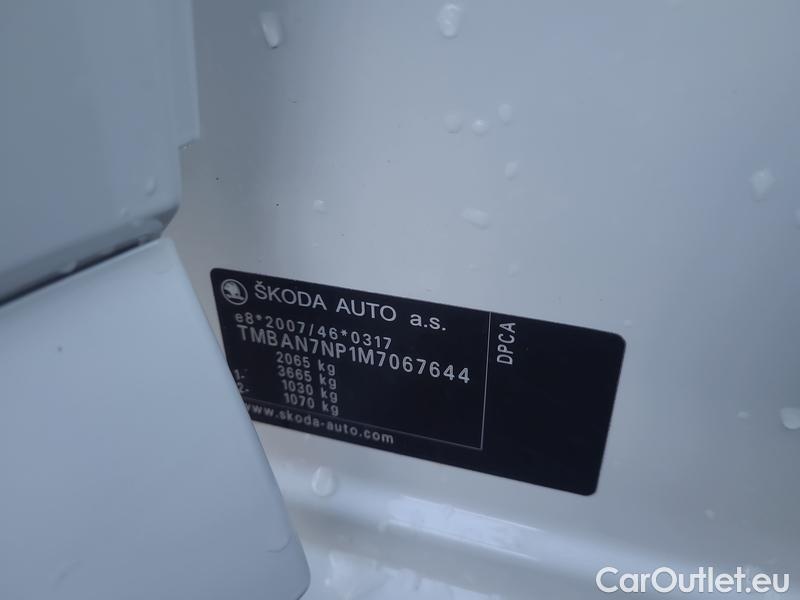 ŠKODA AUTO a.s.
e8*2007/46*0317
TMBAN7NP1M7067644
2065 kg
3665 kg
1- 1030 kg
2- 1070 kg
www.skoda-auto.com
DPCA
CarOutlet.eu